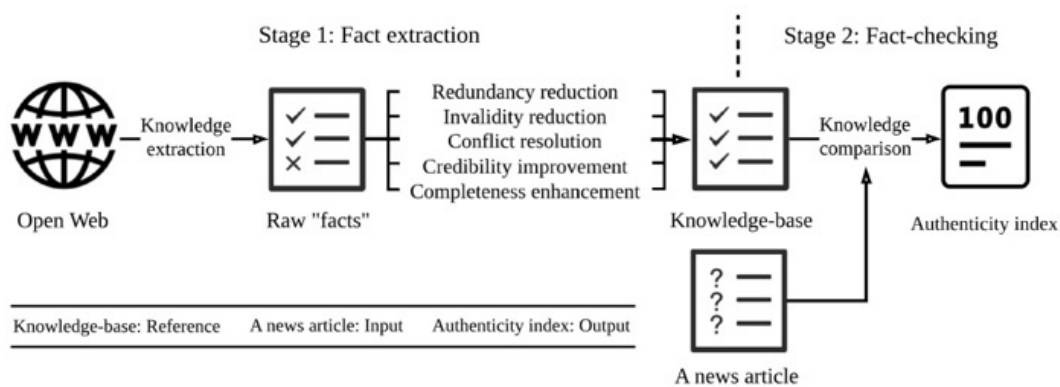 Stage 1: Fact extraction
Stage 2: Fact-checking
WWW
Knowledge
extraction
Open Web
Raw "facts"
Redundancy reduction
Invalidity reduction
Conflict resolution
Credibility improvement
Completeness enhancement
Knowledge-base
Knowledge
comparison
100
Authenticity index
?
?
?
A news article
Knowledge-base: Reference A news article: Input Authenticity index: Output